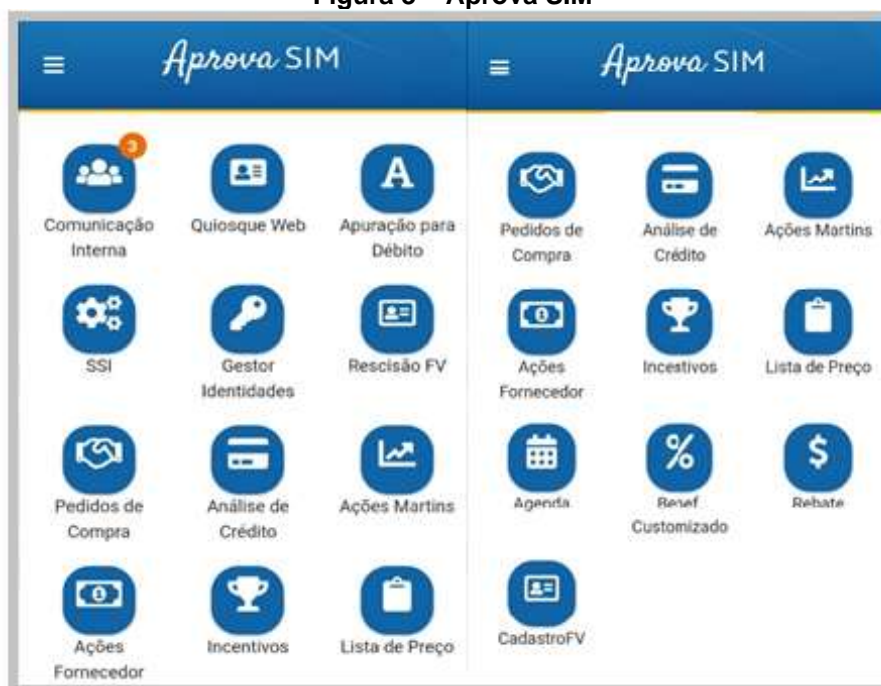 Figura 3 – Aprova SIM
Aprova SIM
3
Comunicação
Interna
Quiosque Web
Apuração para
Débito
SSI
Gestor
Identidades
Rescisão FV
Pedidos de
Compra
Análise de
Crédito
Ações Martins
Ações
Fornecedor
Incentivos
Lista de Preço
Aprova SIM
Pedidos de
Compra
Análise de
Crédito
Ações Martins
Ações
Fornecedor
Incestivos
Lista de Preço
Agenda
Benef
Customizado
Rebate
CadastroFV